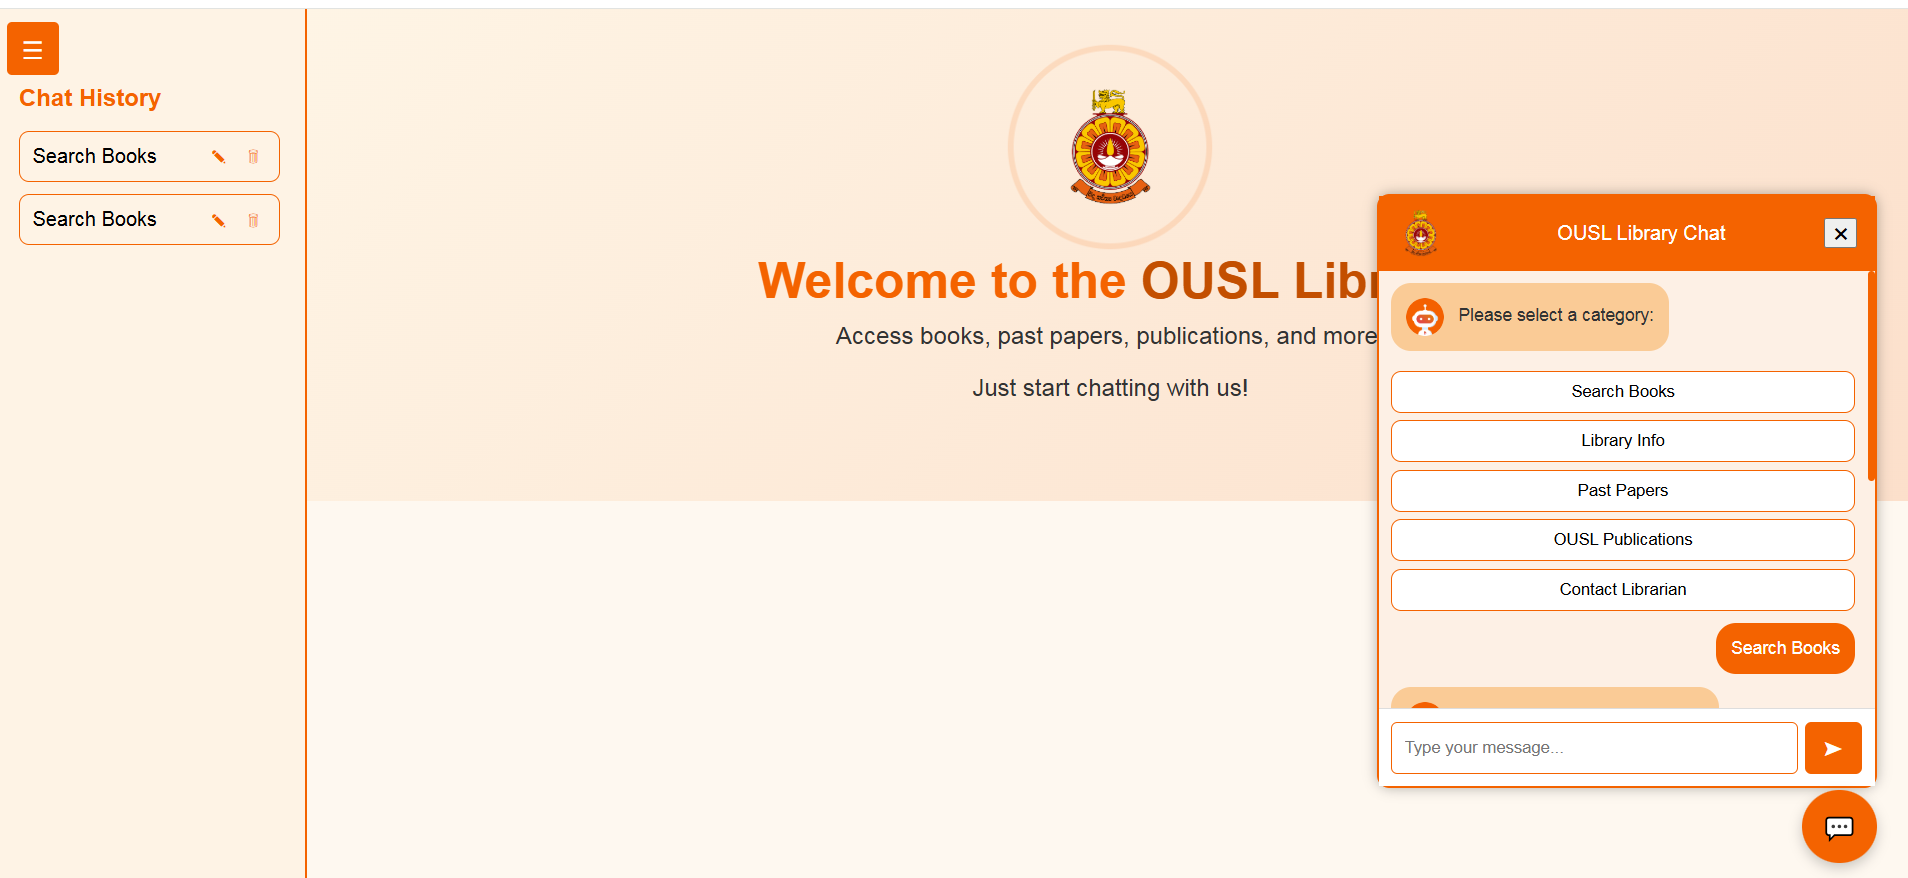 Chat History
Search Books
Search Books
Welcome to the OUSL Libr
Access books, past papers, publications, and more
Just start chatting with us!
OUSL Library Chat
Please select a category:
Search Books
Library Info
Past Papers
OUSL Publications
Contact Librarian
Search Books
Type your message...